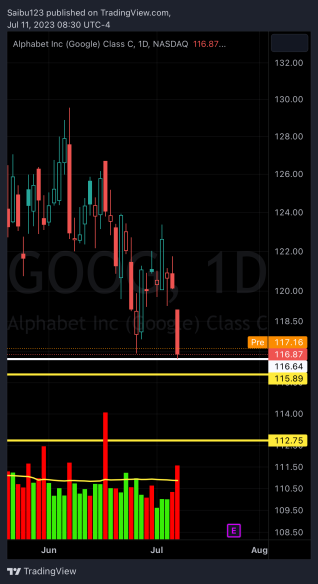 Saibu123 published on TradingView.com,
Jul 11, 2023 08:30 UTC-4
Alphabet Inc (Google) Class C, 1D, NASDAQ 116.87...
132.00
130.00
128.00
126.00
124.00
122.00
GOOG, 1D
120.00
Alphabet Inc (Google) Class C
118.50
Pre 117.16
116.87
116.64
115.89
114.00
112.75
111.50
110.50
109.50
108.50
E
Jun Jul Aug
TradingView